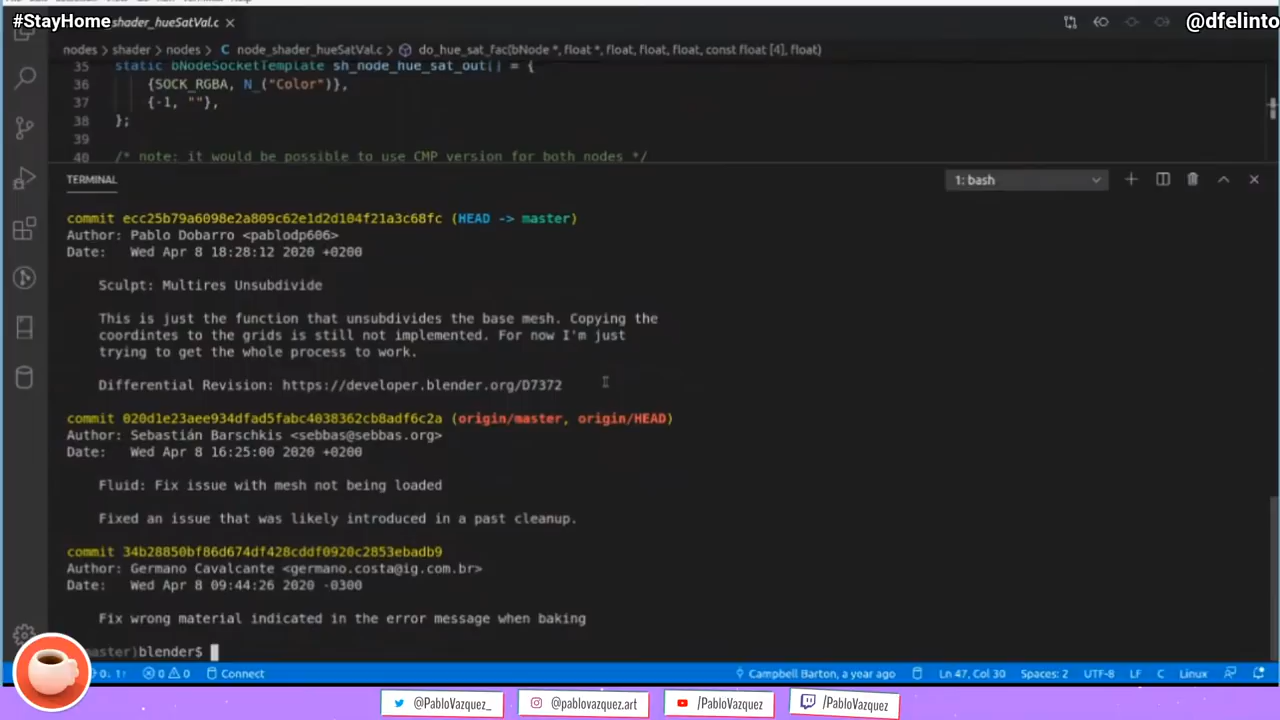 #StayHome
shader_hueSatVal.c
@dfelinto
nodes > shader > nodes > C node_shader_hueSatVal.c > do_hue_sat_fac(bNode *, float *, float, float, float, const float [4], float)
35 static bNodeSocketTemplate sh_node_hue_sat_out[] = {
36 {SOCK_RGBA, N_("Color")},
37 {-1, ""},
38 };
39
40 /* note: it would be possible to use CMP version for both nodes */
TERMINAL
1: bash
commit ecc25b79a6098e2a809c62e1d2d104f21a3c68fc (HEAD -> master)
Author: Pablo Dobarro <pablodp606>
Date: Wed Apr 8 18:28:12 2020 +0200
Sculpt: Multires Unsubdivide
This is just the function that unsubdivides the base mesh. Copying the
coordintes to the grids is still not implemented. For now I'm just
trying to get the whole process to work.
Differential Revision: https://developer.blender.org/D7372
commit 020d1e23aee934dfad5fabc4038362cb8adf6c2a (origin/master, origin/HEAD)
Author: Sebastián Barschkis <sebbas@sebbas.org>
Date: Wed Apr 8 16:25:00 2020 +0200
Fluid: Fix issue with mesh not being loaded
Fixed an issue that was likely introduced in a past cleanup.
commit 34b28850bf86d674df428cddf0920c2853ebadb9
Author: Germano Cavalcante <germano.costa@ig.com.br>
Date: Wed Apr 8 09:44:26 2020 -0300
Fix wrong material indicated in the error message when baking
master)blender$
0↓ 1↑ 0 0 Connect
Campbell Barton, a year ago
Ln 47, Col 30 Spaces: 2 UTF-8 LF C Linux
@PabloVazquez_
@pablovazquez.art
/PabloVazquez
/PabloVazquez